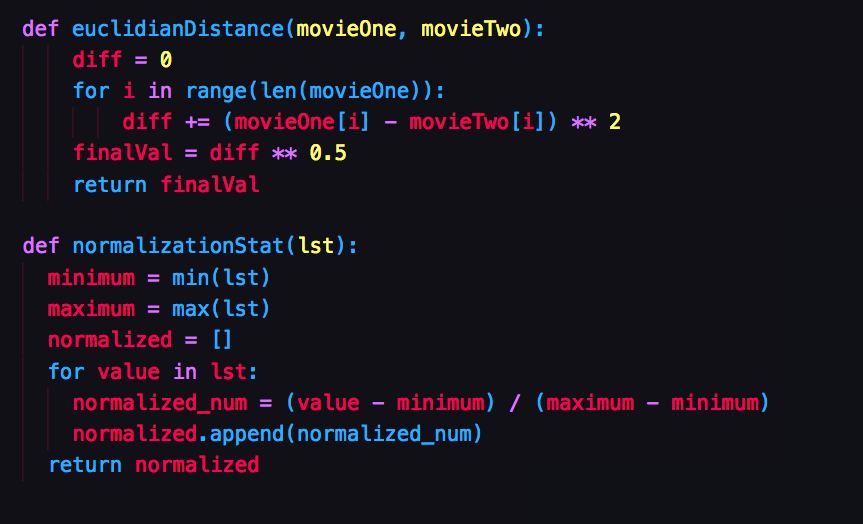 def euclidianDistance(movieOne, movieTwo):
    diff = 0
    for i in range(len(movieOne)):
        diff += (movieOne[i] - movieTwo[i]) ** 2
    finalVal = diff ** 0.5
    return finalVal

def normalizationStat(lst):
  minimum = min(lst)
  maximum = max(lst)
  normalized = []
  for value in lst:
    normalized_num = (value - minimum) / (maximum - minimum)
    normalized.append(normalized_num)
  return normalized